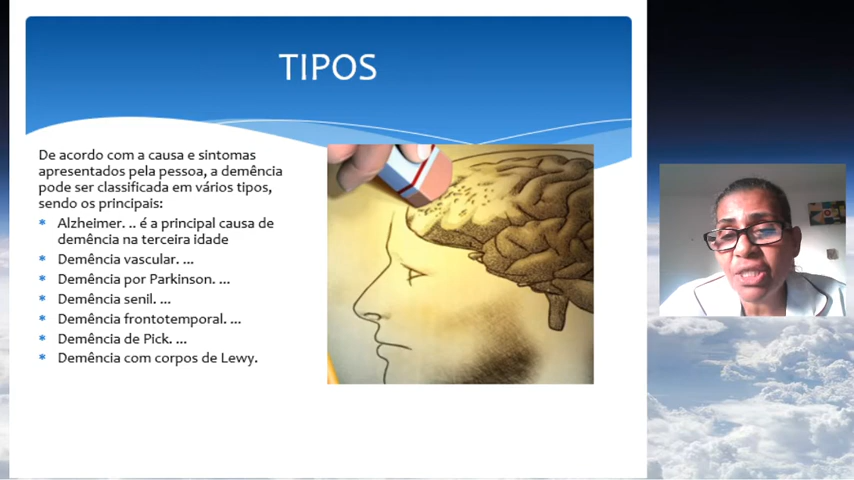 TIPOS
De acordo com a causa e sintomas
apresentados pela pessoa, a demência
pode ser classificada em vários tipos,
sendo os principais:
* Alzheimer. .. é a principal causa de
demência na terceira idade
* Demência vascular. ...
* Demência por Parkinson. ...
* Demência senil. ...
* Demência frontotemporal. ...
* Demência de Pick. ...
* Demência com corpos de Lewy.